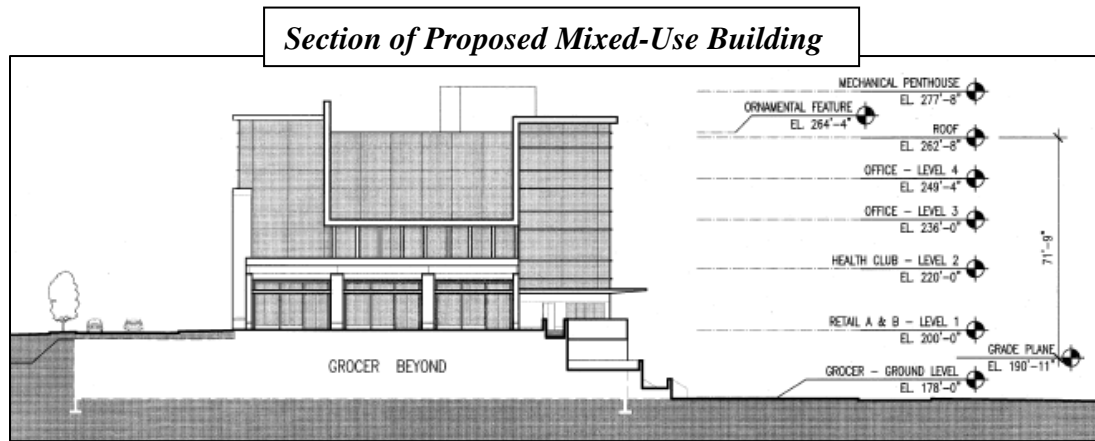 Section of Proposed Mixed-Use Building
MECHANICAL PENTHOUSE
EL. 277'-8"
ORNAMENTAL FEATURE
EL. 264'-4"
ROOF
EL. 262'-8"
OFFICE - LEVEL 4
EL. 249'-4"
OFFICE - LEVEL 3
EL. 236'-0"
71'-9"
HEALTH CLUB - LEVEL 2
EL. 220'-0"
RETAIL A & B - LEVEL 1
EL. 200'-0"
GRADE PLANE
EL. 190'-11"
GROCER BEYOND
GROCER - GROUND LEVEL
EL. 178'-0"